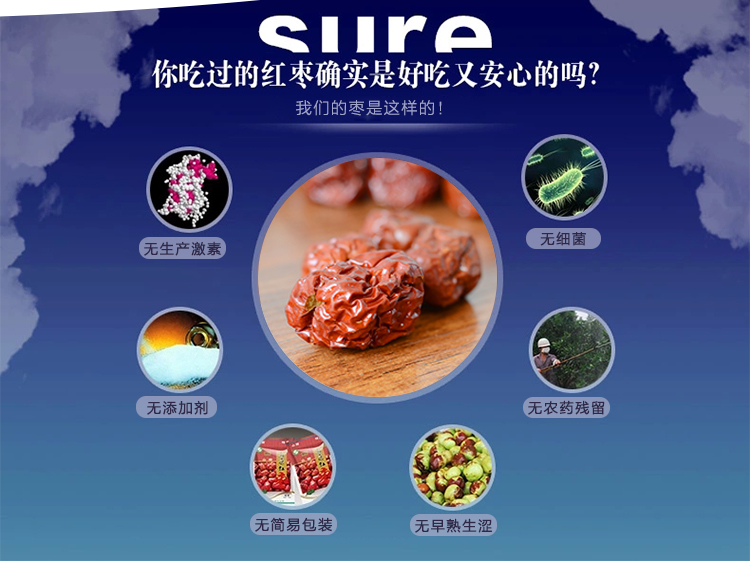 sure
你吃过的红枣确实是好吃又安心的吗?
我们的枣是这样的!
无生产激素
无细菌
无添加剂
无农药残留
无简易包装
无早熟生涩